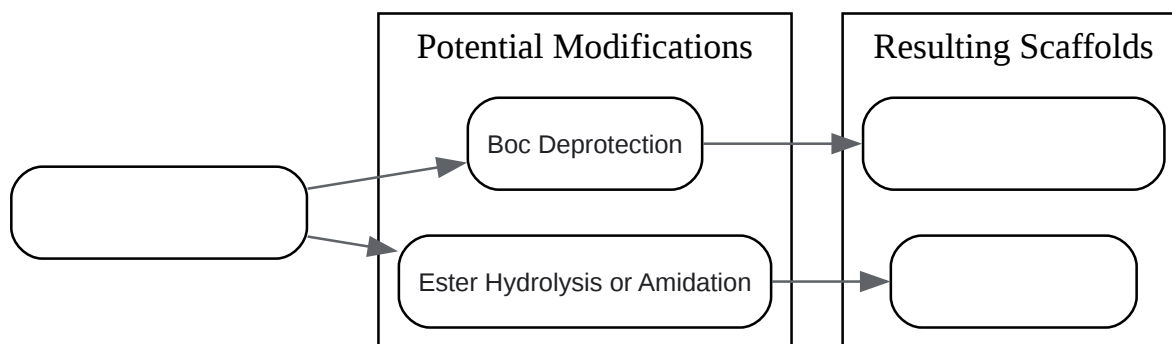 Potential Modifications
Resulting Scaffolds
Boc Deprotection
Ester Hydrolysis or Amidation